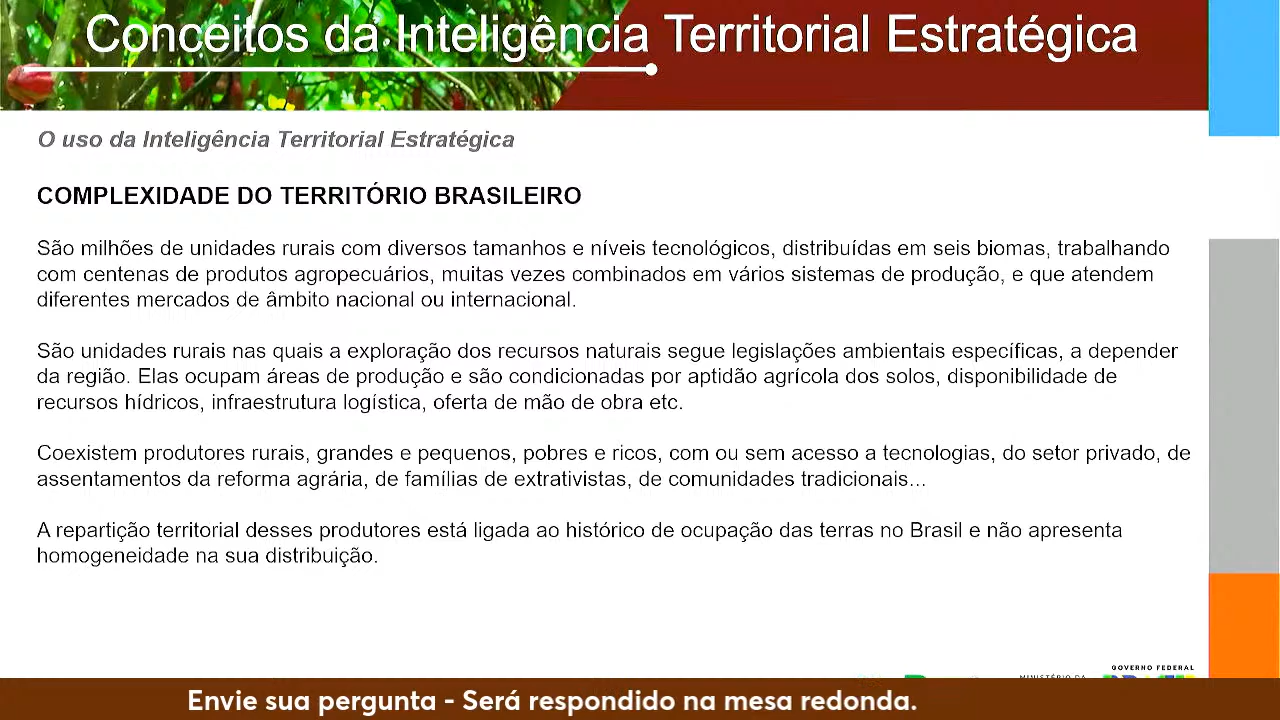 Conceitos da Inteligência Territorial Estratégica
O uso da Inteligência Territorial Estratégica
COMPLEXIDADE DO TERRITÓRIO BRASILEIRO
São milhões de unidades rurais com diversos tamanhos e níveis tecnológicos, distribuídas em seis biomas, trabalhando
com centenas de produtos agropecuários, muitas vezes combinados em vários sistemas de produção, e que atendem
diferentes mercados de âmbito nacional ou internacional.
São unidades rurais nas quais a exploração dos recursos naturais segue legislações ambientais específicas, a depender
da região. Elas ocupam áreas de produção e são condicionadas por aptidão agrícola dos solos, disponibilidade de
recursos hídricos, infraestrutura logística, oferta de mão de obra etc.
Coexistem produtores rurais, grandes e pequenos, pobres e ricos, com ou sem acesso a tecnologias, do setor privado, de
assentamentos da reforma agrária, de famílias de extrativistas, de comunidades tradicionais...
A repartição territorial desses produtores está ligada ao histórico de ocupação das terras no Brasil e não apresenta
homogeneidade na sua distribuição.
GOVERNO FEDERAL
MINISTÉRIO DA
Envie sua pergunta - Será respondido na mesa redonda.